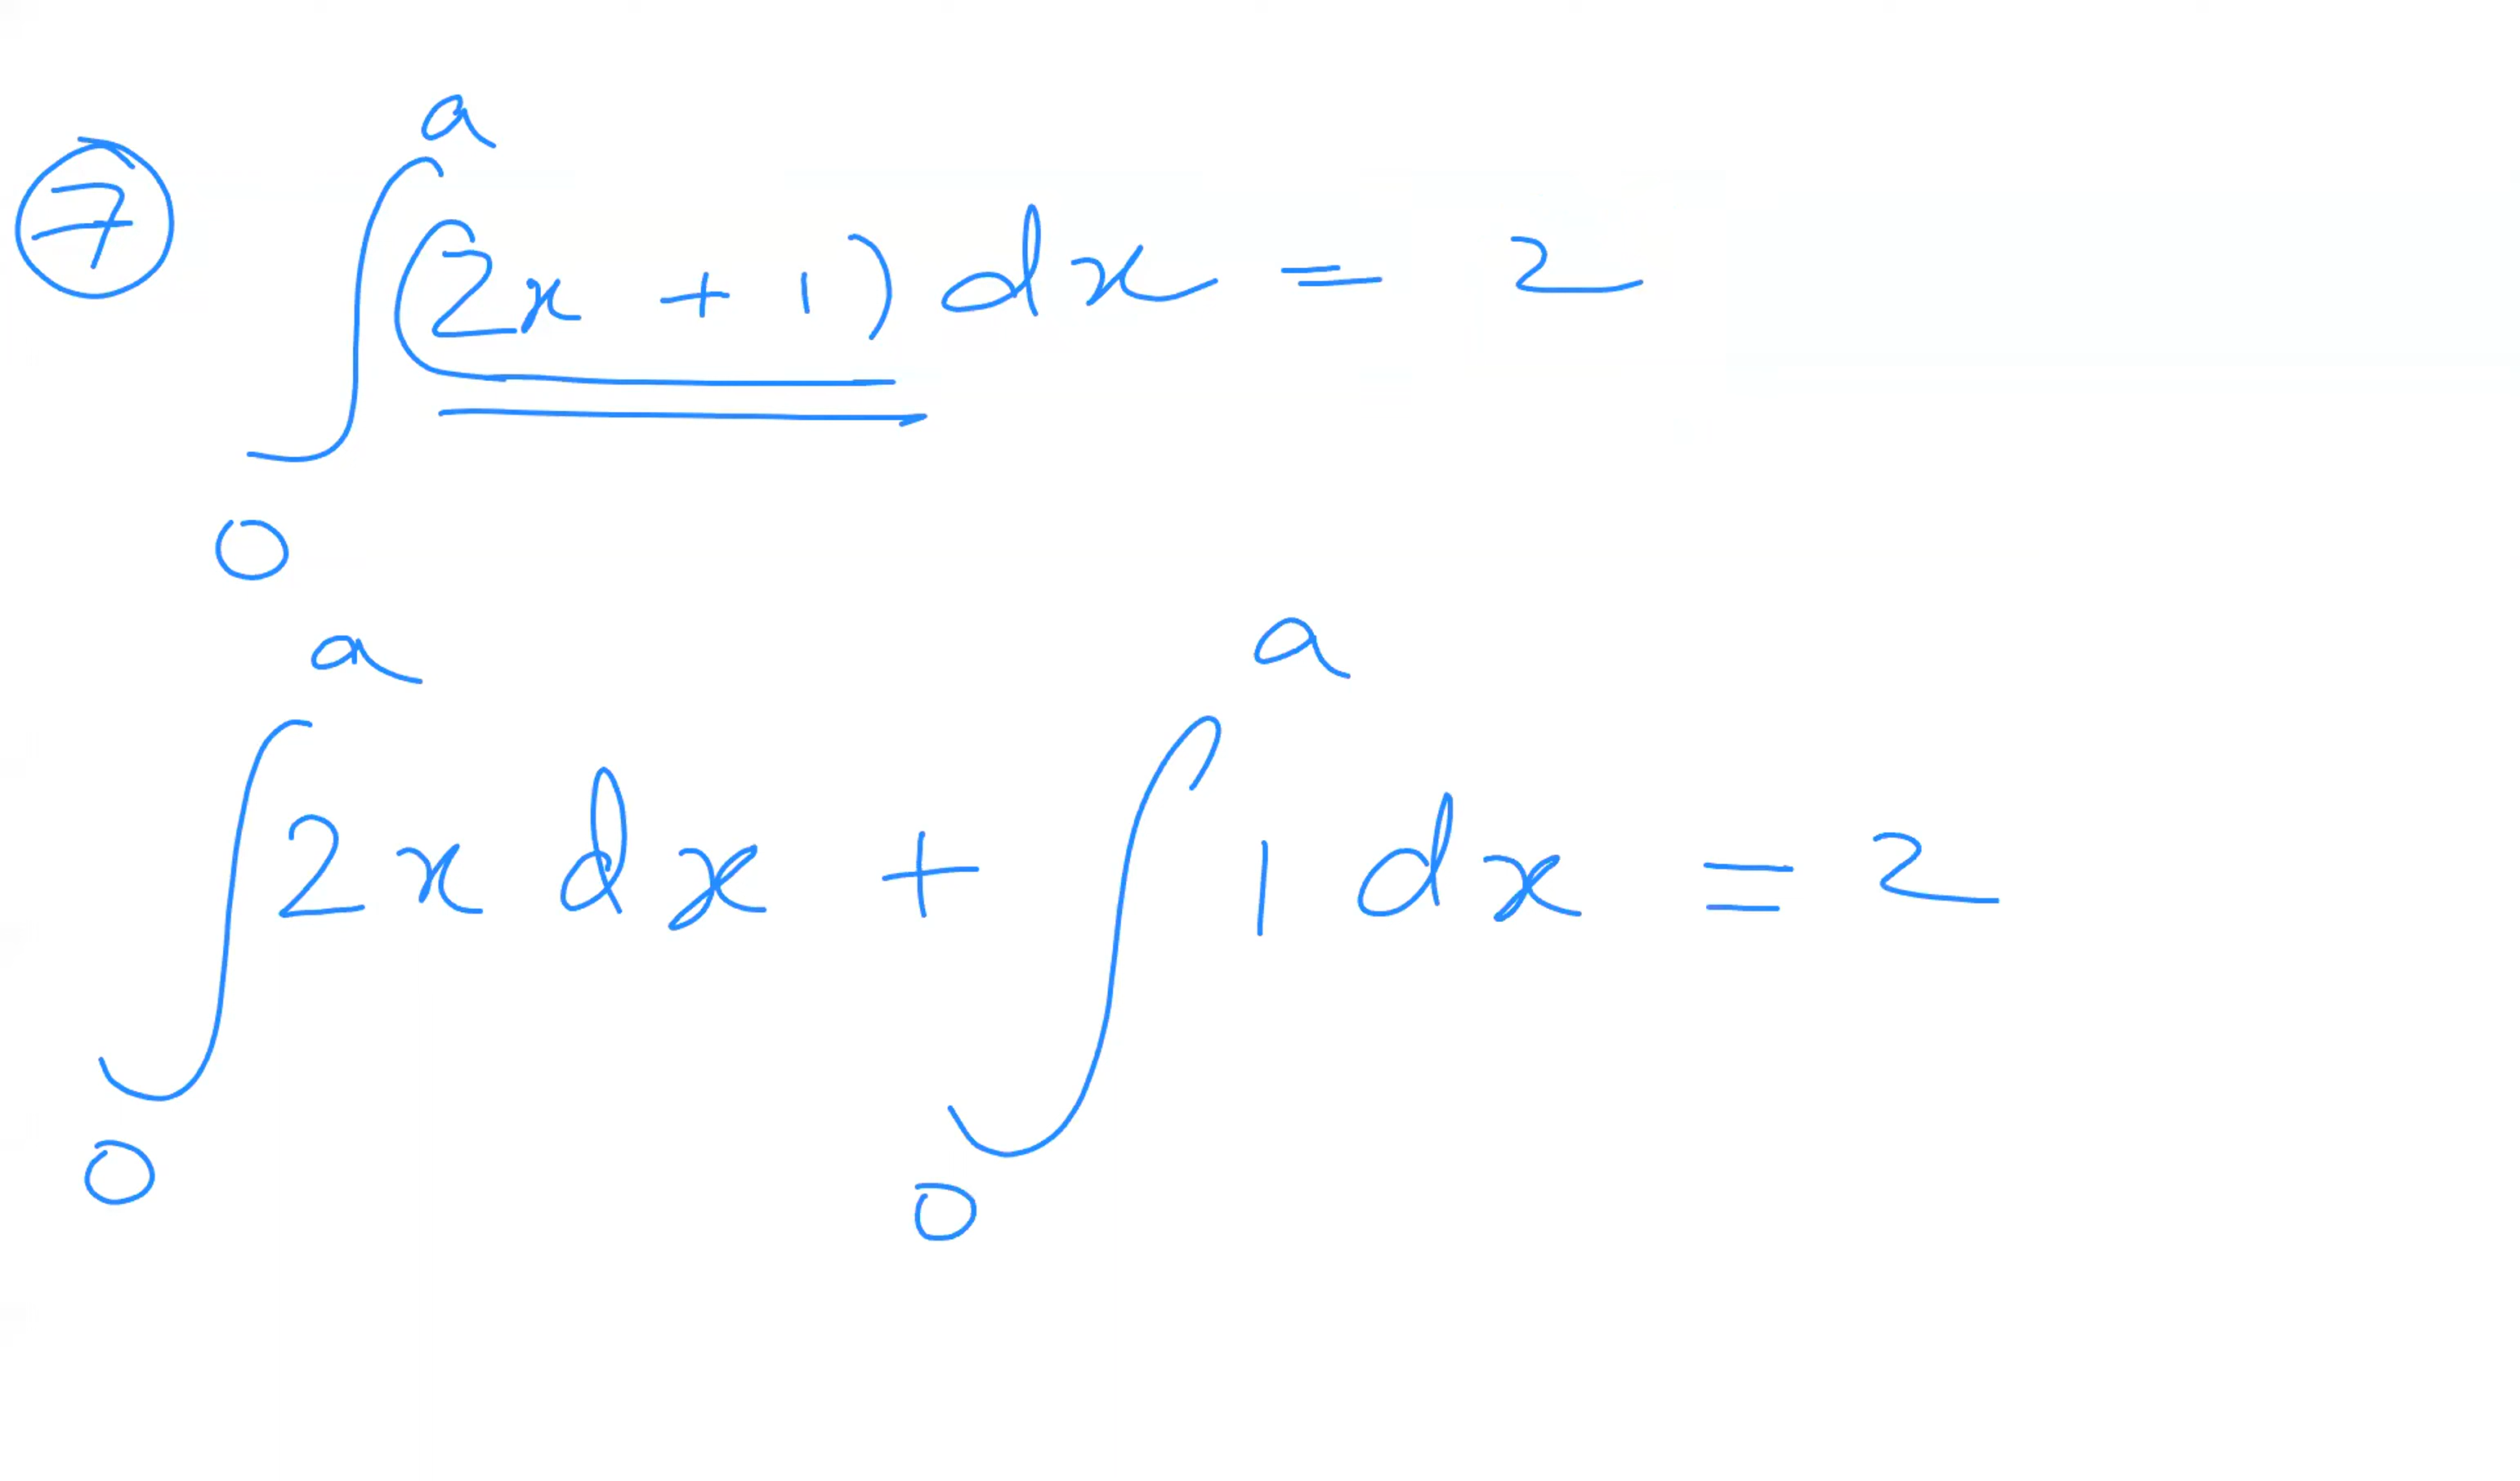 ⑦ ∫₀ᵃ (2x + 1) dx = 2
∫₀ᵃ 2x dx + ∫₀ᵃ 1 dx = 2